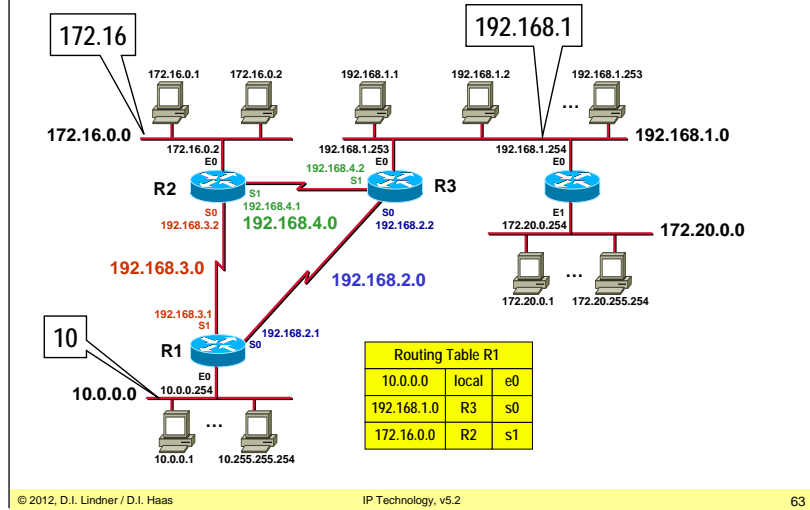 172.16
192.168.1
172.16.0.1
172.16.0.2
192.168.1.1
192.168.1.2
192.168.1.253
...
172.16.0.0
192.168.1.0
172.16.0.2
E0
192.168.1.253
E0
192.168.1.254
E0
R2
S1
192.168.4.1
192.168.4.2
S1
R3
S0
192.168.3.2
192.168.4.0
S0
192.168.2.2
E1
172.20.0.254
172.20.0.0
...
172.20.0.1
172.20.255.254
192.168.3.0
192.168.2.0
192.168.3.1
S1
192.168.2.1
S0
R1
10
E0
10.0.0.254
10.0.0.0
...
10.0.0.1
10.255.255.254
Routing Table R1
10.0.0.0 local e0
192.168.1.0 R3 s0
172.16.0.0 R2 s1
© 2012, D.I. Lindner / D.I. Haas
IP Technology, v5.2
63